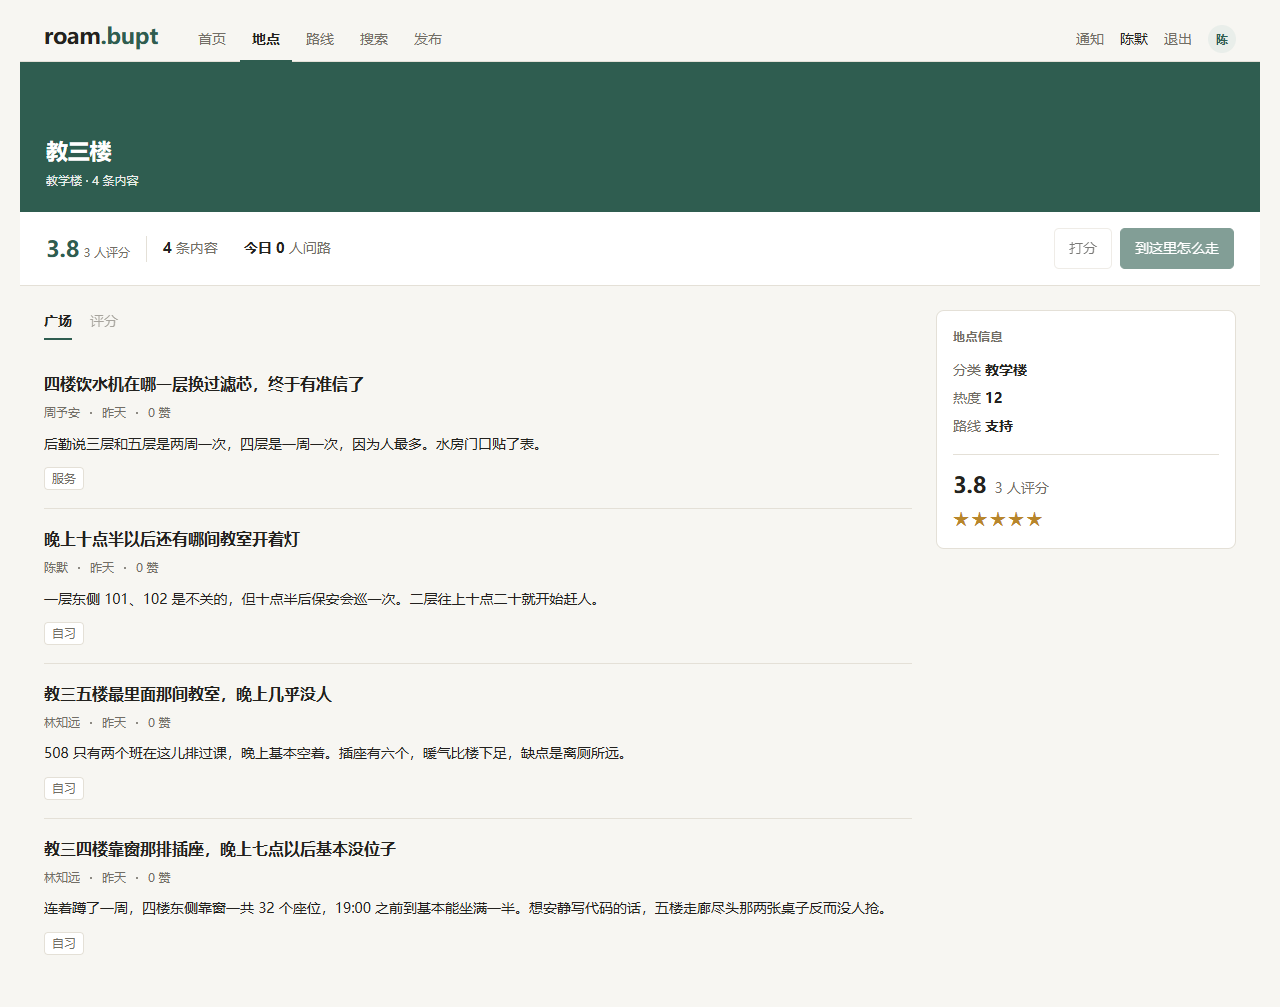 roam.bupt 首页 地点 路线 搜索 发布 通知 陈默 退出 陈
教三楼
教学楼 · 4 条内容
3.8 3 人评分 4 条内容 今日 0 人问路 打分 到这里怎么走
广场 评分
四楼饮水机在哪一层换过滤芯，终于有准信了
周予安 · 昨天 · 0 赞
后勤说三层和五层是两周一次，四层是一周一次，因为人最多。水房门口贴了表。
服务
晚上十点半以后还有哪间教室开着灯
陈默 · 昨天 · 0 赞
一层东侧 101、102 是不关的，但十点半后保安会巡一次。二层往上十点二十就开始赶人。
自习
教三五楼最里面那间教室，晚上几乎没人
林知远 · 昨天 · 0 赞
508 只有两个班在这儿排过课，晚上基本空着。插座有六个，暖气比楼下足，缺点是离厕所远。
自习
教三四楼靠窗那排插座，晚上七点以后基本没位子
林知远 · 昨天 · 0 赞
连着蹲了一周，四楼东侧靠窗一共 32 个座位，19:00 之前到基本能坐满一半。想安静写代码的话，五楼走廊尽头那两张桌子反而没人抢。
自习
地点信息
分类 教学楼
热度 12
路线 支持
3.8 3 人评分
★★★★★